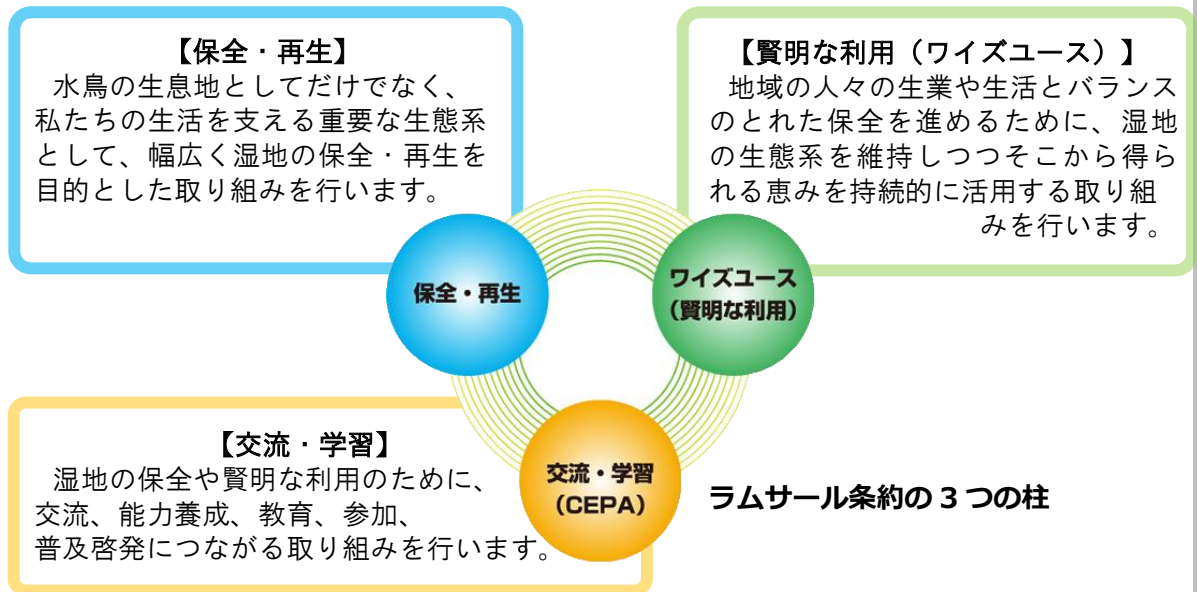 【保全・再生】
水鳥の生息地としてだけでなく、
私たちの生活を支える重要な生態系
として、幅広く湿地の保全・再生を
目的とした取り組みを行います。
【賢明な利用（ワイズユース）】
地域の人々の生業や生活とバランス
のとれた保全を進めるために、湿地
の生態系を維持しつつそこから得ら
れる恵みを持続的に活用する取り組
みを行います。
保全・再生
ワイズユース
（賢明な利用）
【交流・学習】
湿地の保全や賢明な利用のために、
交流、能力養成、教育、参加、
普及啓発につながる取り組みを行います。
交流・学習
（CEPA）
ラムサール条約の３つの柱